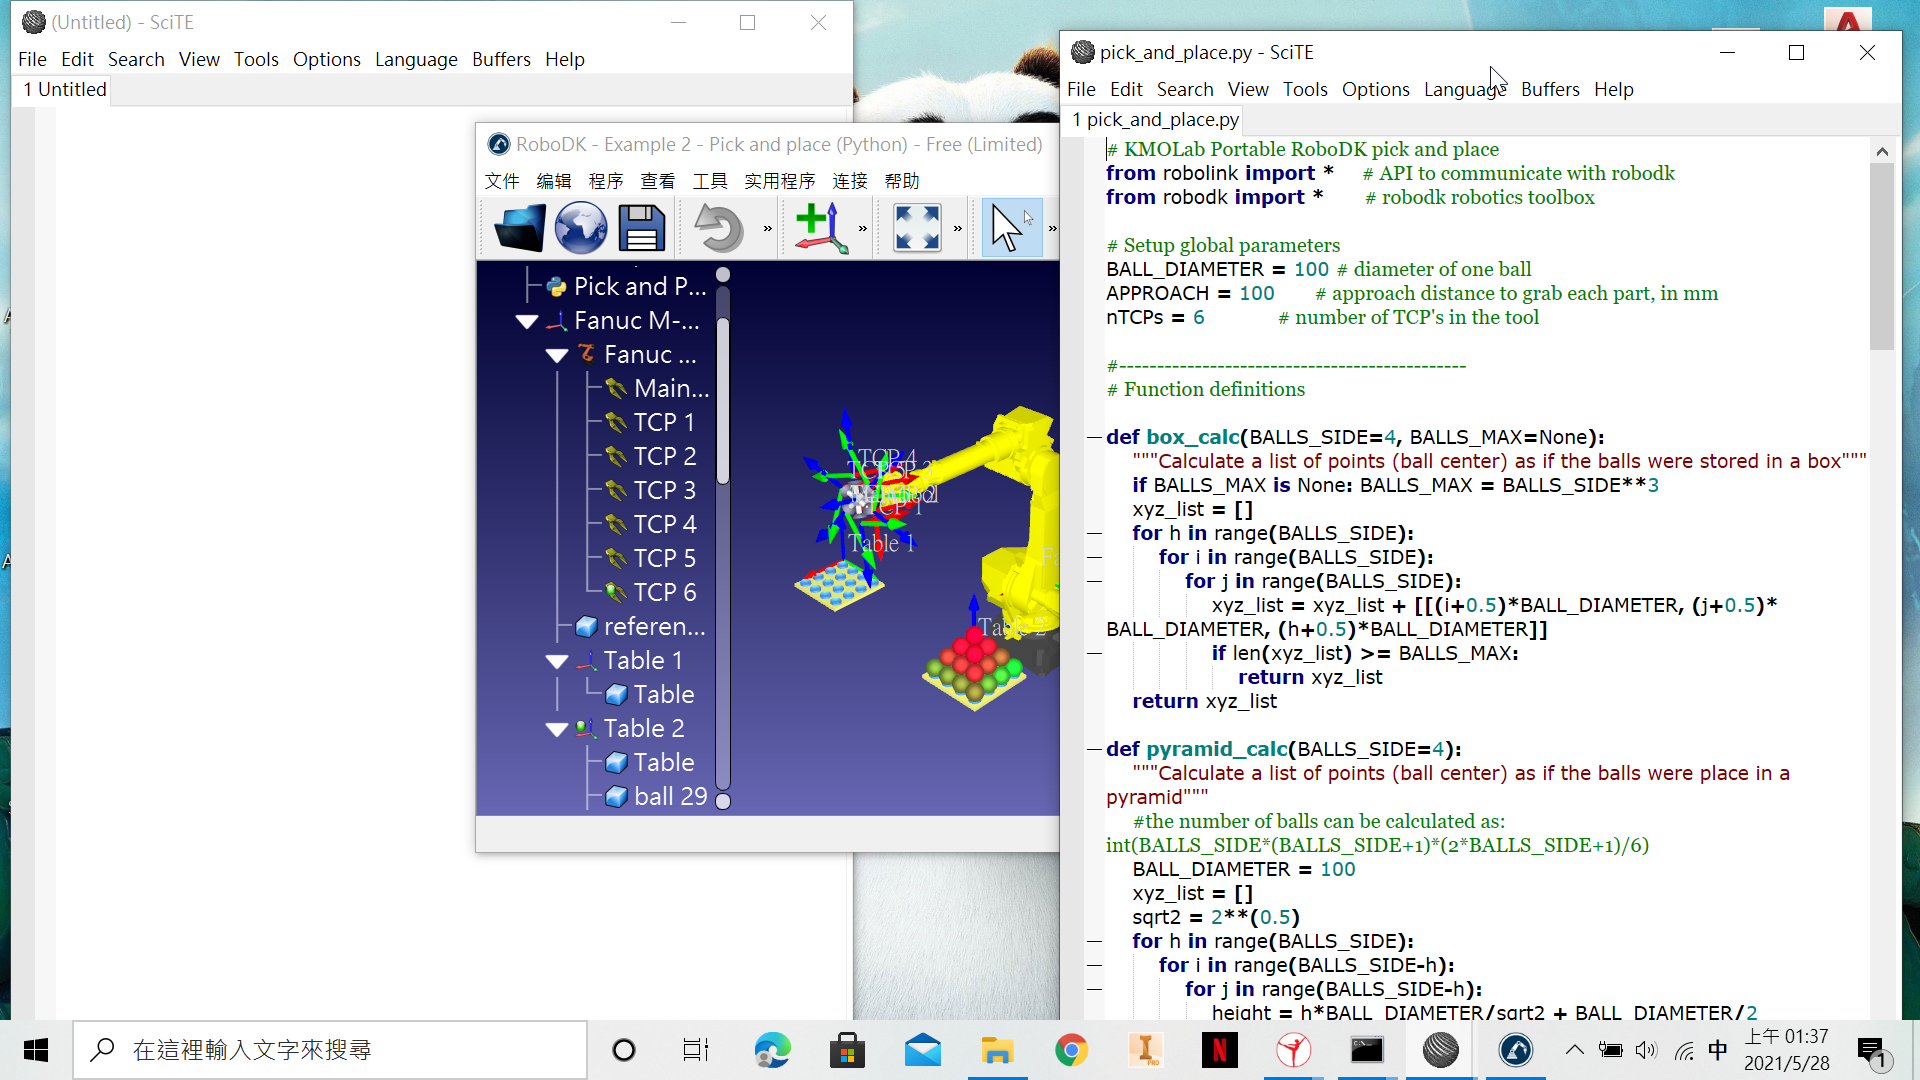 (Untitled) - SciTE
File Edit Search View Tools Options Language Buffers Help
1 Untitled
RoboDK - Example 2 - Pick and place (Python) - Free (Limited)
文件 编辑 程序 查看 工具 实用程序 连接 帮助
Pick and P...
Fanuc M-...
Fanuc ...
Main...
TCP 1
TCP 2
TCP 3
TCP 4
TCP 5
TCP 6
referen...
Table 1
Table
Table 2
Table
ball 29
TCP 4
TCP 1
Table 1
Table 2
pick_and_place.py - SciTE
File Edit Search View Tools Options Language Buffers Help
1 pick_and_place.py
# KMOLab Portable RoboDK pick and place
from robolink import * # API to communicate with robodk
from robodk import * # robodk robotics toolbox
# Setup global parameters
BALL_DIAMETER = 100 # diameter of one ball
APPROACH = 100 # approach distance to grab each part, in mm
nTCPs = 6 # number of TCP's in the tool
#----------------------------------------------
# Function definitions
def box_calc(BALLS_SIDE=4, BALLS_MAX=None):
"""Calculate a list of points (ball center) as if the balls were stored in a box"""
if BALLS_MAX is None: BALLS_MAX = BALLS_SIDE**3
xyz_list = []
for h in range(BALLS_SIDE):
for i in range(BALLS_SIDE):
for j in range(BALLS_SIDE):
xyz_list = xyz_list + [[(i+0.5)*BALL_DIAMETER, (j+0.5)*
BALL_DIAMETER, (h+0.5)*BALL_DIAMETER]]
if len(xyz_list) >= BALLS_MAX:
return xyz_list
return xyz_list
def pyramid_calc(BALLS_SIDE=4):
"""Calculate a list of points (ball center) as if the balls were place in a
pyramid"""
#the number of balls can be calculated as:
int(BALLS_SIDE*(BALLS_SIDE+1)*(2*BALLS_SIDE+1)/6)
BALL_DIAMETER = 100
xyz_list = []
sqrt2 = 2**(0.5)
for h in range(BALLS_SIDE):
for i in range(BALLS_SIDE-h):
for j in range(BALLS_SIDE-h):
height = h*BALL_DIAMETER/sqrt2 + BALL_DIAMETER/2
在這裡輸入文字來搜尋
PRO
中
上午 01:37
2021/5/28
1